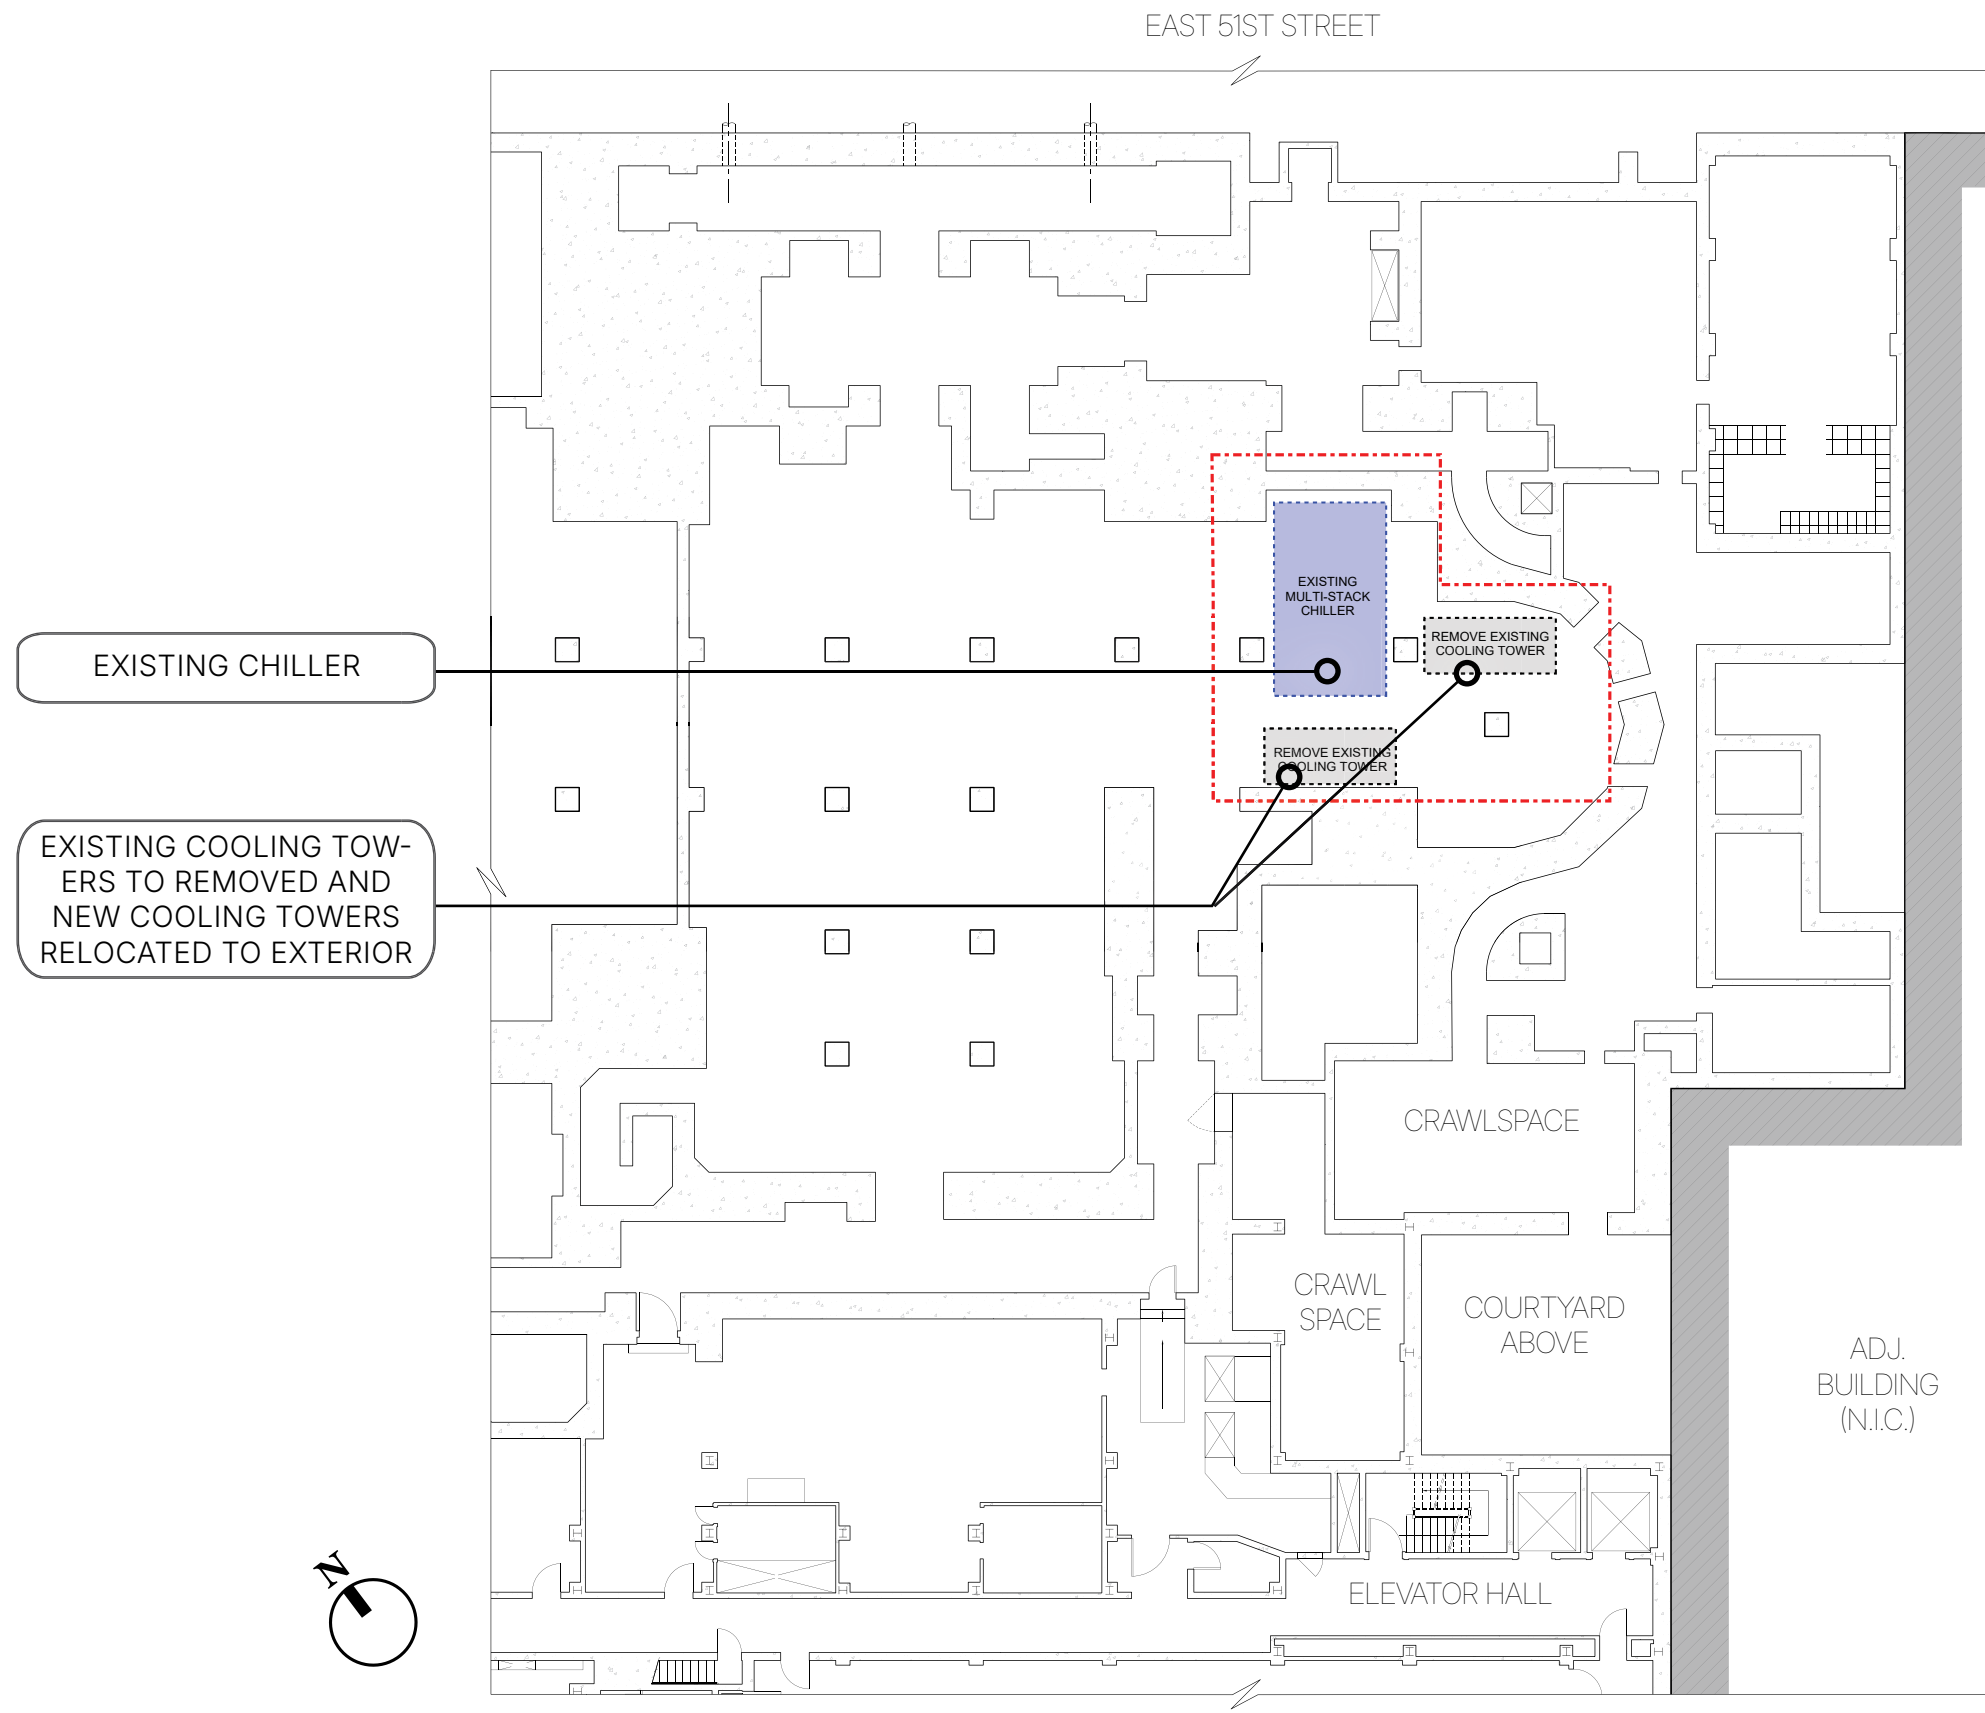 EAST 51ST STREET
EXISTING
MULTI-STACK
CHILLER
REMOVE EXISTING
COOLING TOWER
EXISTING CHILLER
REMOVE EXISTING
COOLING TOWER
EXISTING COOLING TOW-
ERS TO REMOVED AND
NEW COOLING TOWERS
RELOCATED TO EXTERIOR
CRAWLSPACE
CRAWL
SPACE
COURTYARD
ABOVE
ADJ.
BUILDING
(N.I.C.)
N
ELEVATOR HALL